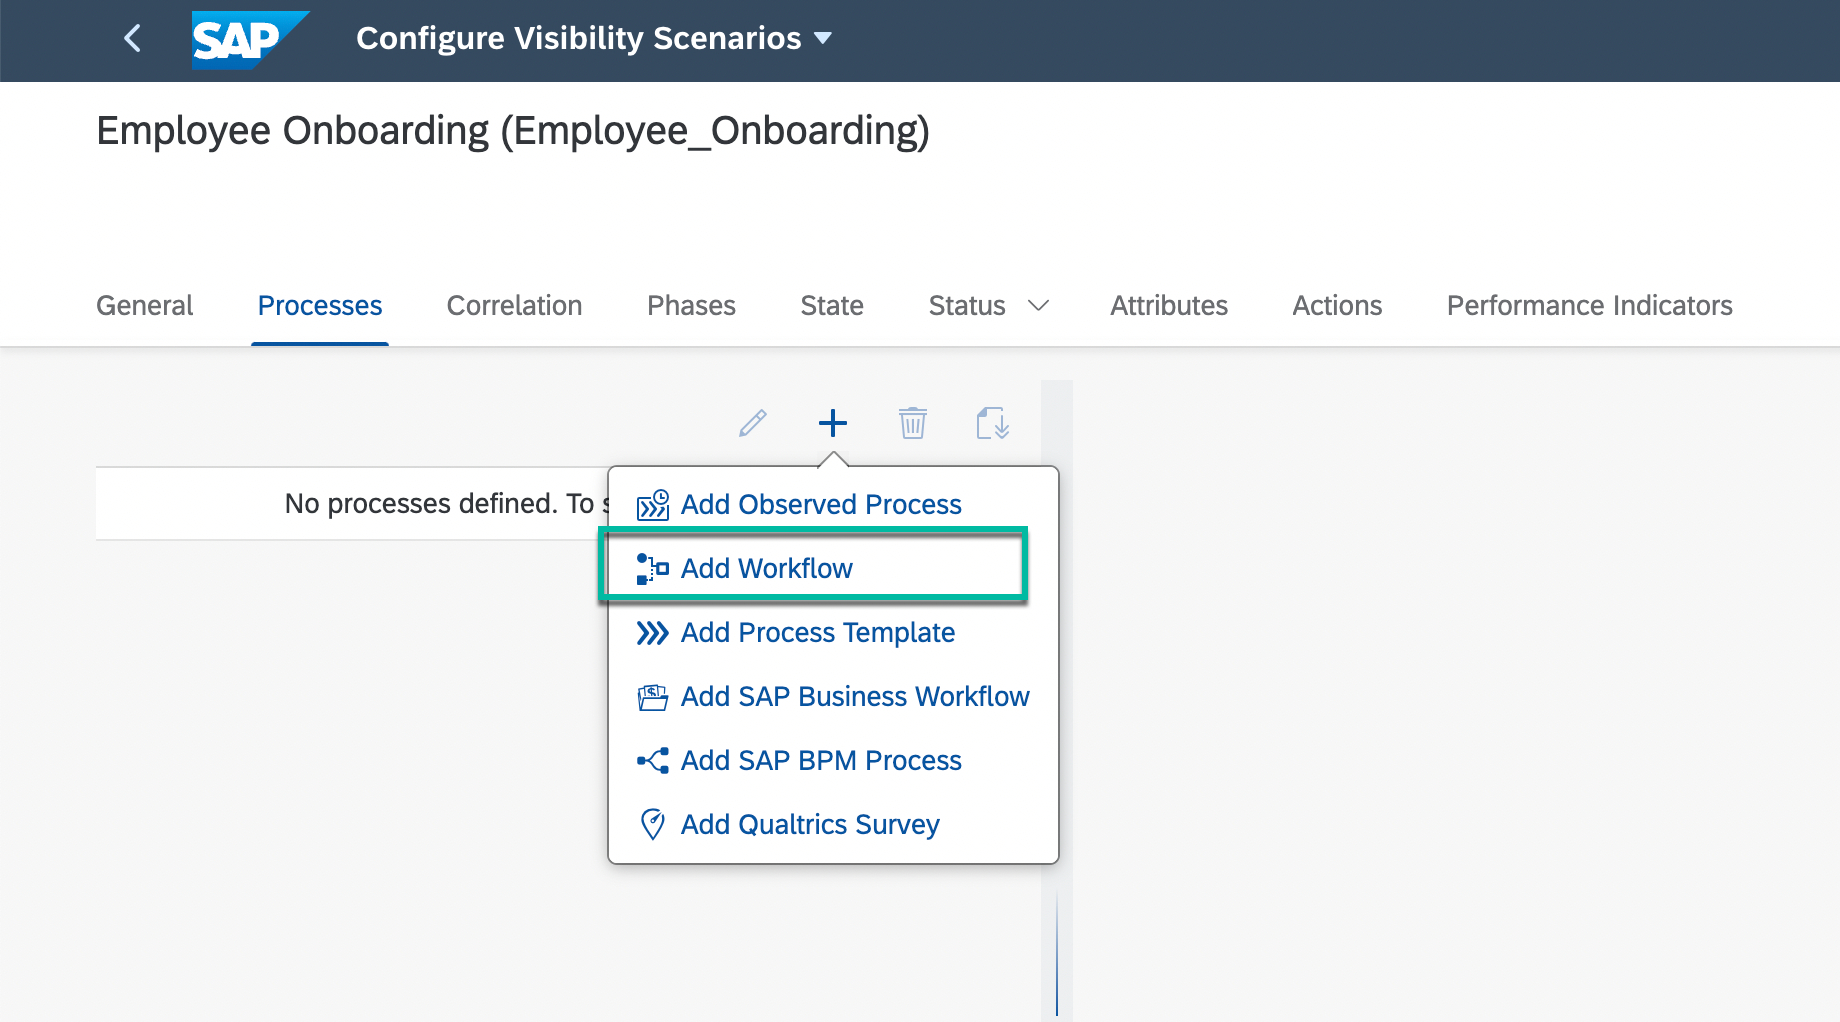 SAP Configure Visibility Scenarios
Employee Onboarding (Employee_Onboarding)
General Processes Correlation Phases State Status Attributes Actions Performance Indicators
No processes defined. To
Add Observed Process
Add Workflow
Add Process Template
Add SAP Business Workflow
Add SAP BPM Process
Add Qualtrics Survey